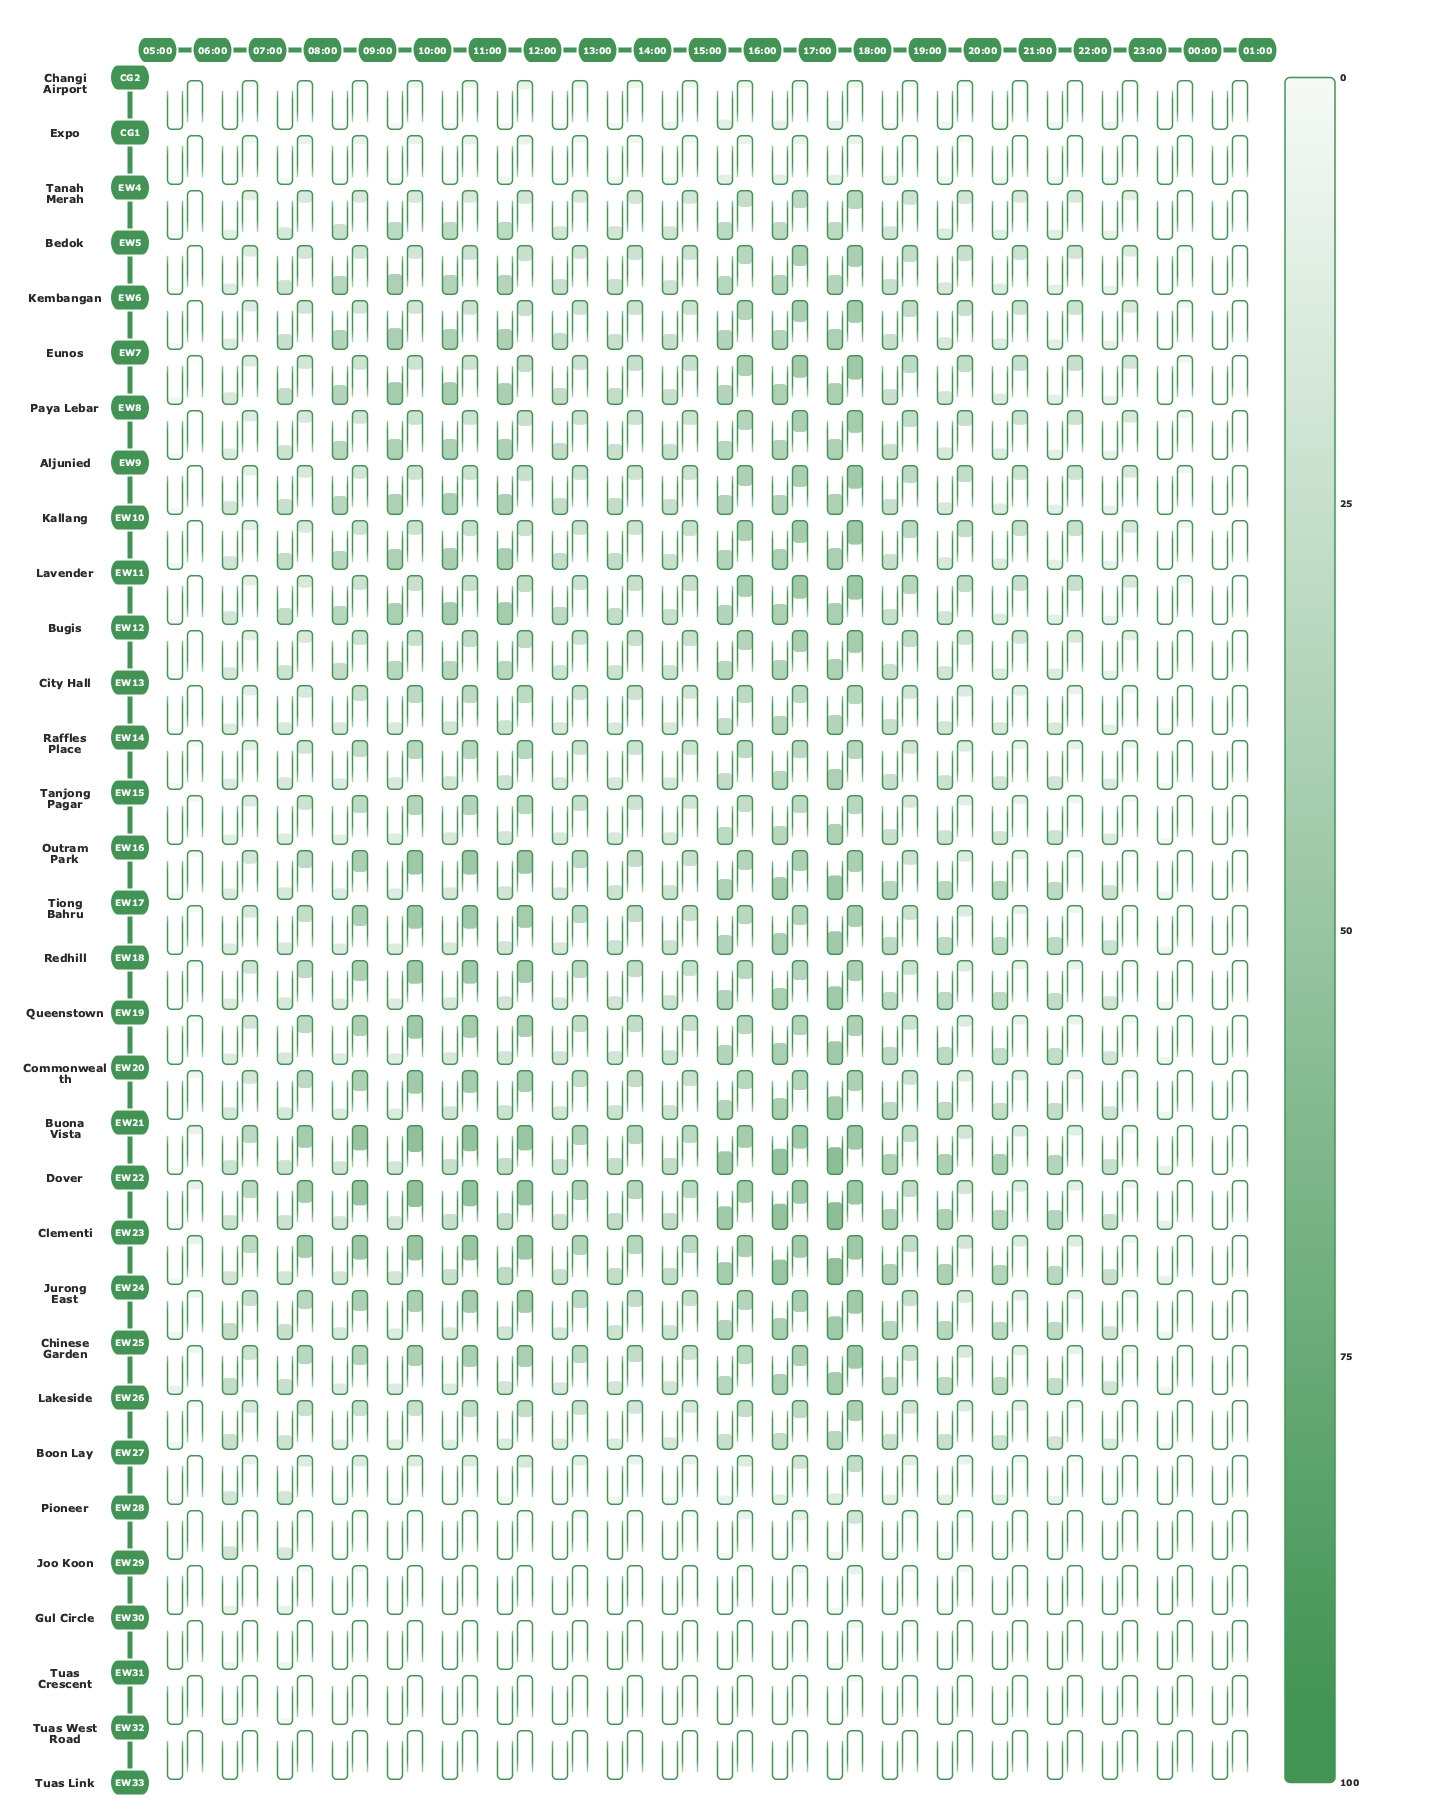 05:00 06:00 07:00 08:00 09:00 10:00 11:00 12:00 13:00 14:00 15:00 16:00 17:00 18:00 19:00 20:00 21:00 22:00 23:00 00:00 01:00
Changi
Airport
CG2
0
Expo CG1
Tanah
Merah
EW4
Bedok EW5
Kembangan EW6
Eunos EW7
Paya Lebar EW8
Aljunied EW9
25
Kallang EW10
Lavender EW11
Bugis EW12
City Hall EW13
Raffles
Place
EW14
Tanjong
Pagar
EW15
Outram
Park
EW16
Tiong
Bahru
EW17
50
Redhill EW18
Queenstown EW19
Commonweal
th
EW20
Buona
Vista
EW21
Dover EW22
Clementi EW23
Jurong
East
EW24
Chinese
Garden
EW25
75
Lakeside EW26
Boon Lay EW27
Pioneer EW28
Joo Koon EW29
Gul Circle EW30
Tuas
Crescent
EW31
Tuas West
Road
EW32
Tuas Link EW33
100